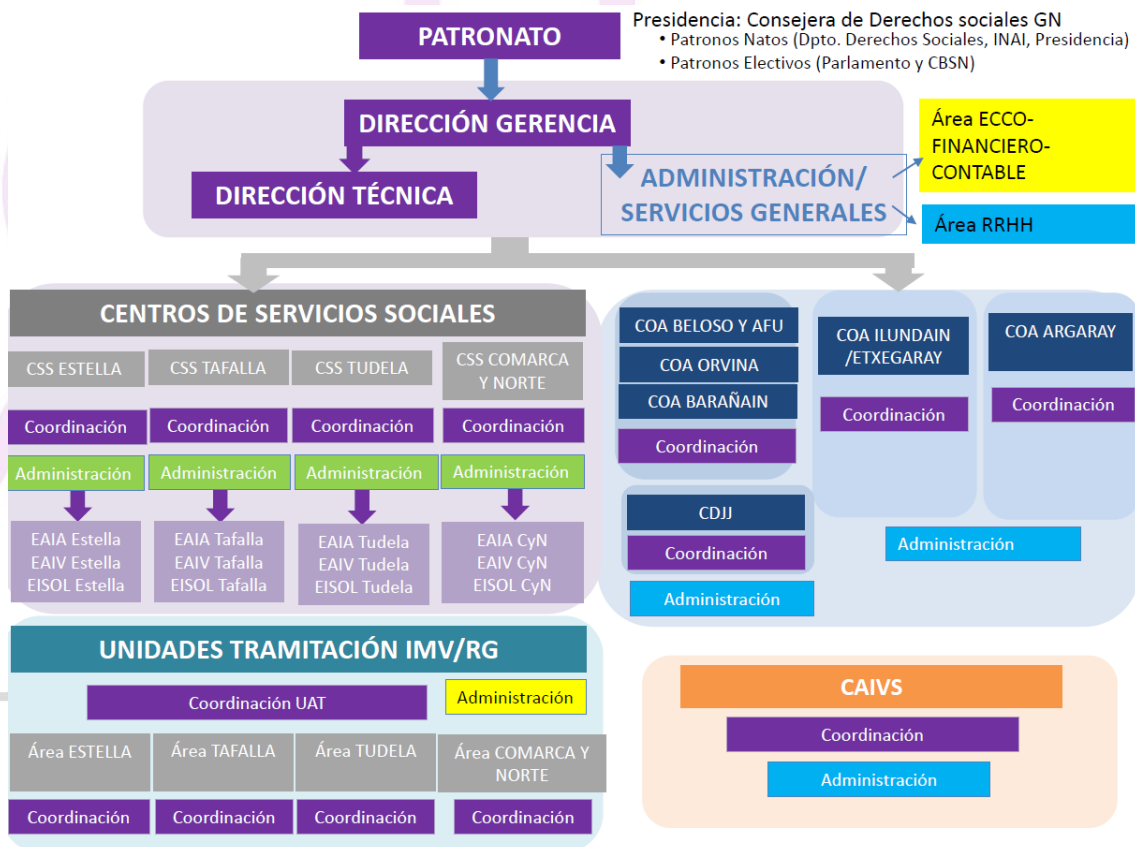 PATRONATO
Presidencia: Consejera de Derechos sociales GN
• Patronos Natos (Dpto. Derechos Sociales, INAI, Presidencia)
• Patronos Electivos (Parlamento y CBSN)
DIRECCIÓN GERENCIA
DIRECCIÓN TÉCNICA
ADMINISTRACIÓN/
SERVICIOS GENERALES
Área ECCO-
FINANCIERO-
CONTABLE
Área RRHH
CENTROS DE SERVICIOS SOCIALES
CSS ESTELLA
Coordinación
Administración
EAIA Estella
EAIV Estella
EISOL Estella
CSS TAFALLA
Coordinación
Administración
EAIA Tafalla
EAIV Tafalla
EISOL Tafalla
CSS TUDELA
Coordinación
Administración
EAIA Tudela
EAIV Tudela
EISOL Tudela
CSS COMARCA
Y NORTE
Coordinación
Administración
EAIA CyN
EAIV CyN
EISOL CyN
COA BELOSO Y AFU
COA ORVINA
COA BARAÑAIN
Coordinación
CDJJ
Coordinación
Administración
COA ILUNDAIN
/ETXEGARAY
Coordinación
COA ARGARAY
Coordinación
Administración
UNIDADES TRAMITACIÓN IMV/RG
Coordinación UAT
Administración
Área ESTELLA
Coordinación
Área TAFALLA
Coordinación
Área TUDELA
Coordinación
Área COMARCA Y
NORTE
Coordinación
CAIVS
Coordinación
Administración